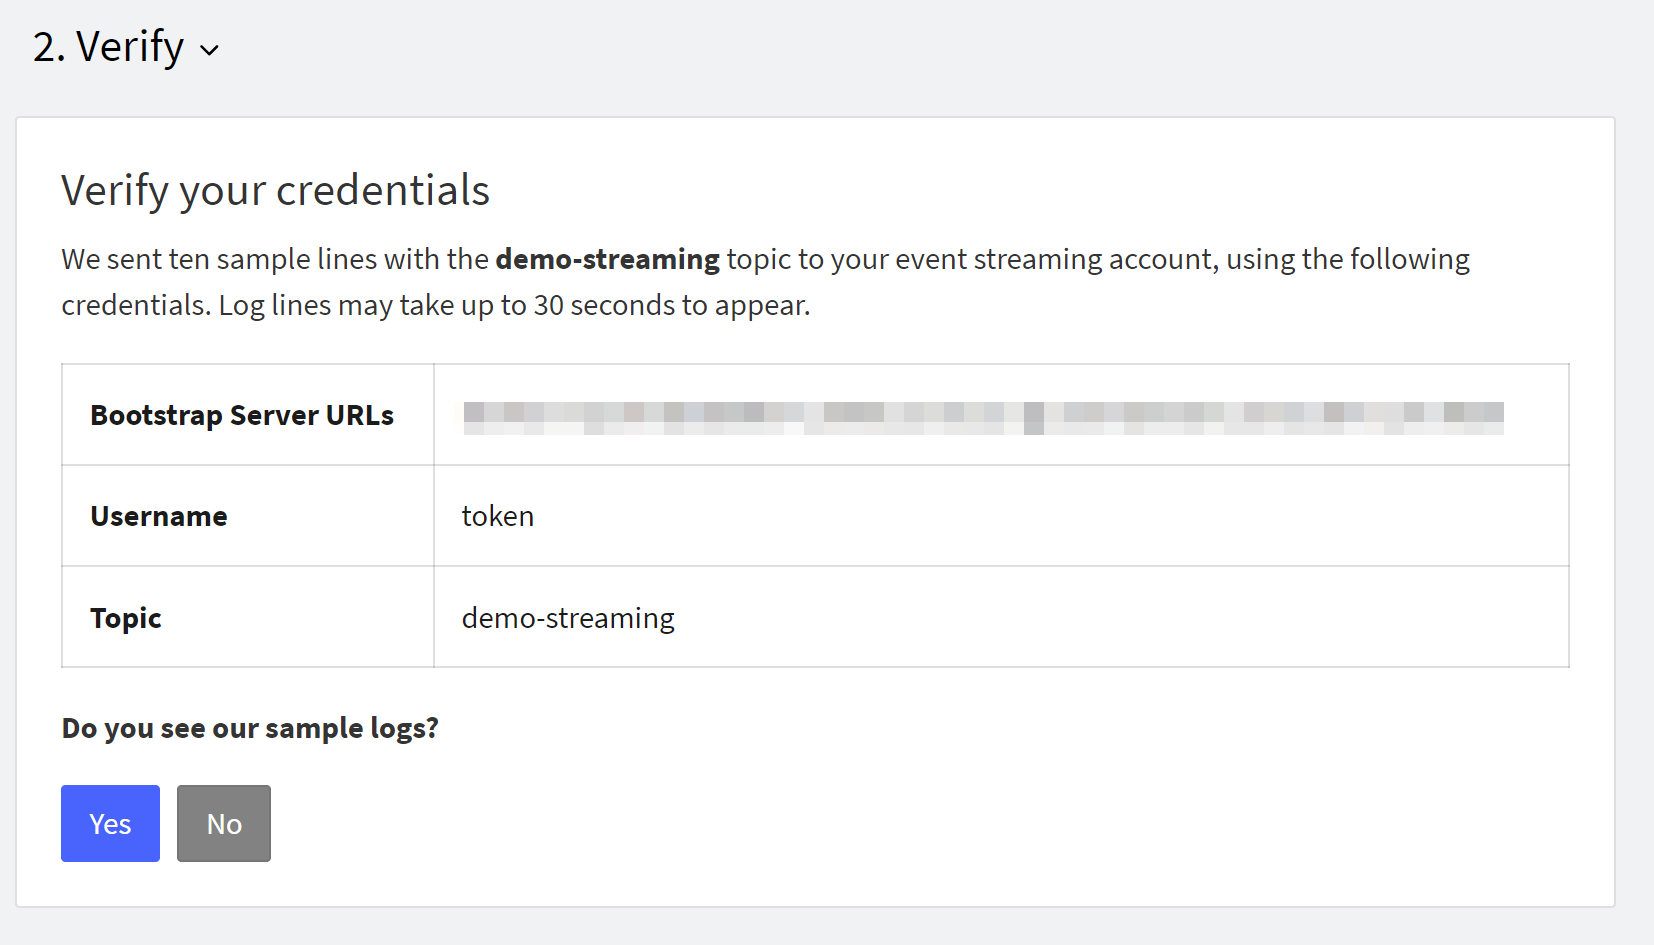 2. Verify
Verify your credentials
We sent ten sample lines with the demo-streaming topic to your event streaming account, using the following
credentials. Log lines may take up to 30 seconds to appear.
Bootstrap Server URLs
Username token
Topic demo-streaming
Do you see our sample logs?
Yes No